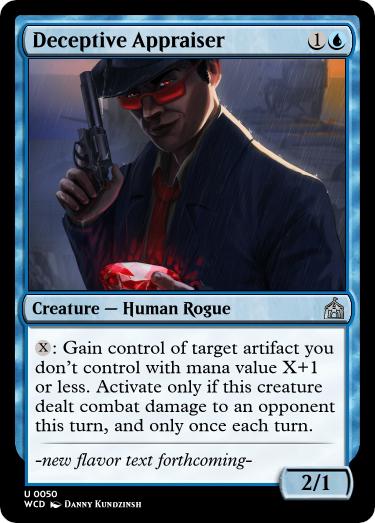 Deceptive Appraiser 1
X: Gain control of target artifact you
don't control with mana value X+1
or less. Activate only if this creature
dealt combat damage to an opponent
this turn, and only once each turn.
-new flavor text forthcoming-
Creature — Human Rogue
2/1
U 0050
WCD Danny Kundzinsh